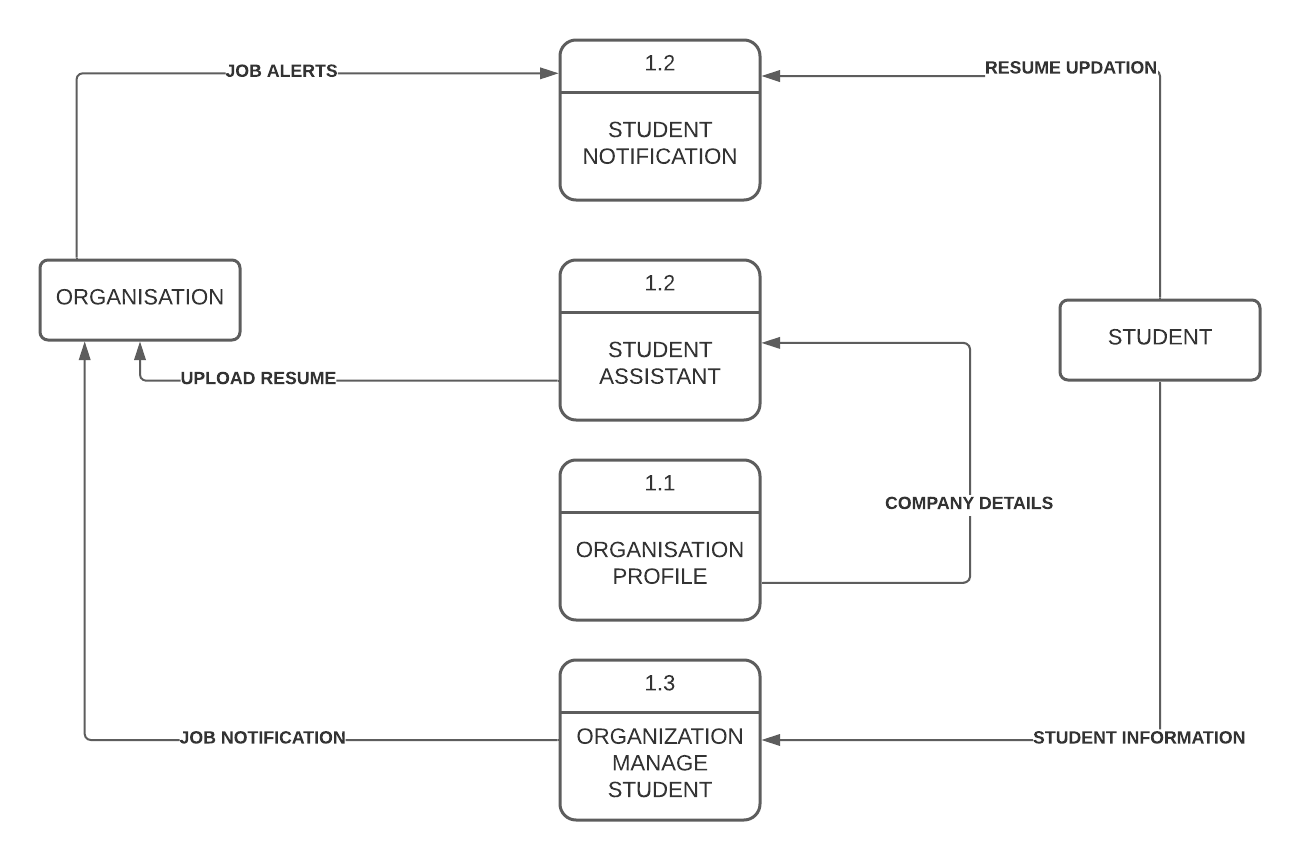 1.2
JOB ALERTS
RESUME UPDATION
STUDENT
NOTIFICATION
1.2
ORGANISATION
STUDENT
STUDENT
ASSISTANT
UPLOAD RESUME
1.1
COMPANY DETAILS
ORGANISATION
PROFILE
1.3
ORGANIZATION
MANAGE
STUDENT
JOB NOTIFICATION
STUDENT INFORMATION